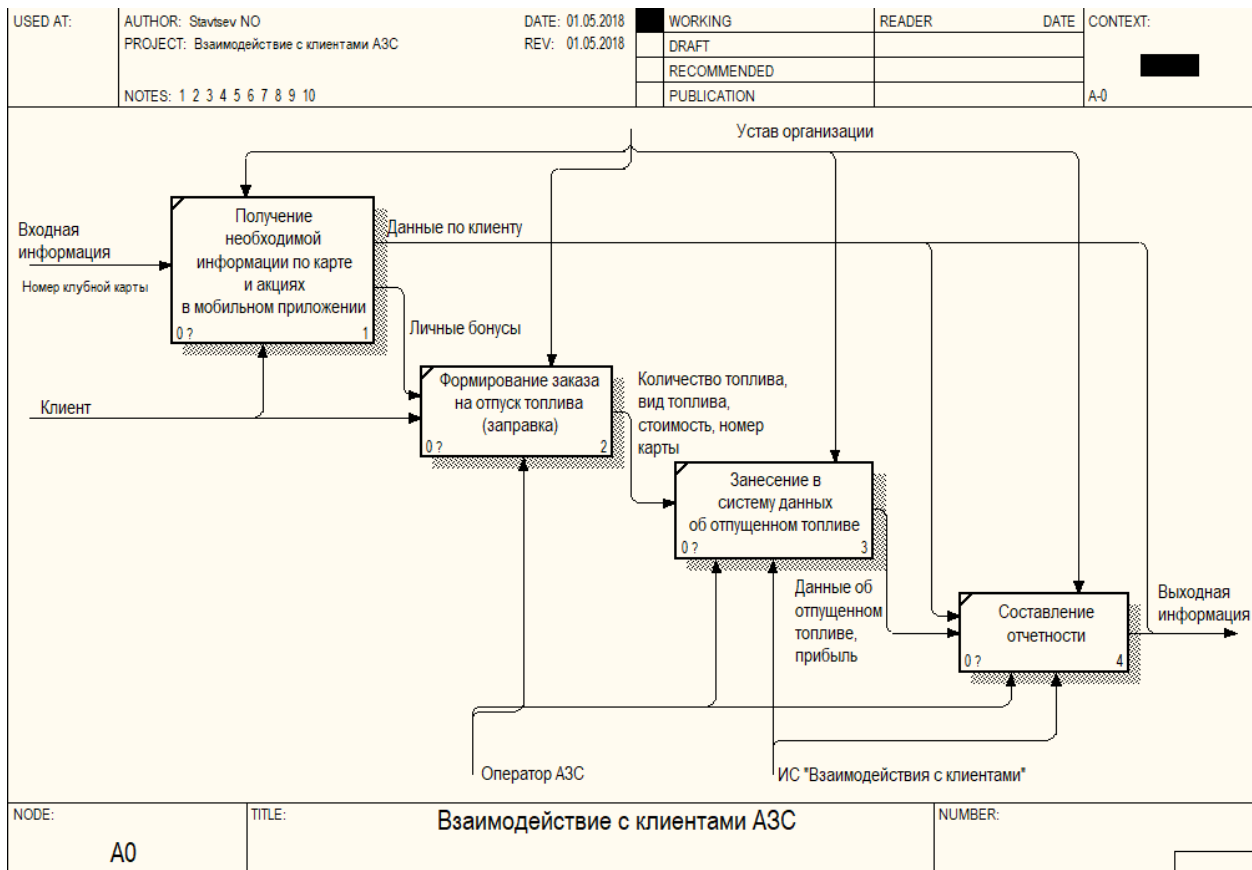 USED AT:
AUTHOR: Stavtsev NO
DATE: 01.05.2018
PROJECT: Взаимодействие с клиентами АЗС
REV: 01.05.2018
NOTES: 1 2 3 4 5 6 7 8 9 10
WORKING
DRAFT
RECOMMENDED
PUBLICATION
READER
DATE
CONTEXT:
A-0
Устав организации
Входная
информация
Номер клубной карты
Получение
необходимой
информации по карте
и акциях
в мобильном приложении
0 ?
1
Данные по клиенту
Личные бонусы
Клиент
Формирование заказа
на отпуск топлива
(заправка)
0 ?
2
Количество топлива,
вид топлива,
стоимость, номер
карты
Занесение в
систему данных
об отпущенном топливе
0 ?
3
Данные об
отпущенном
топливе,
прибыль
Составление
отчетности
0 ?
4
Выходная
информация
Оператор АЗС
ИС "Взаимодействия с клиентами"
NODE:
A0
TITLE:
Взаимодействие с клиентами АЗС
NUMBER: